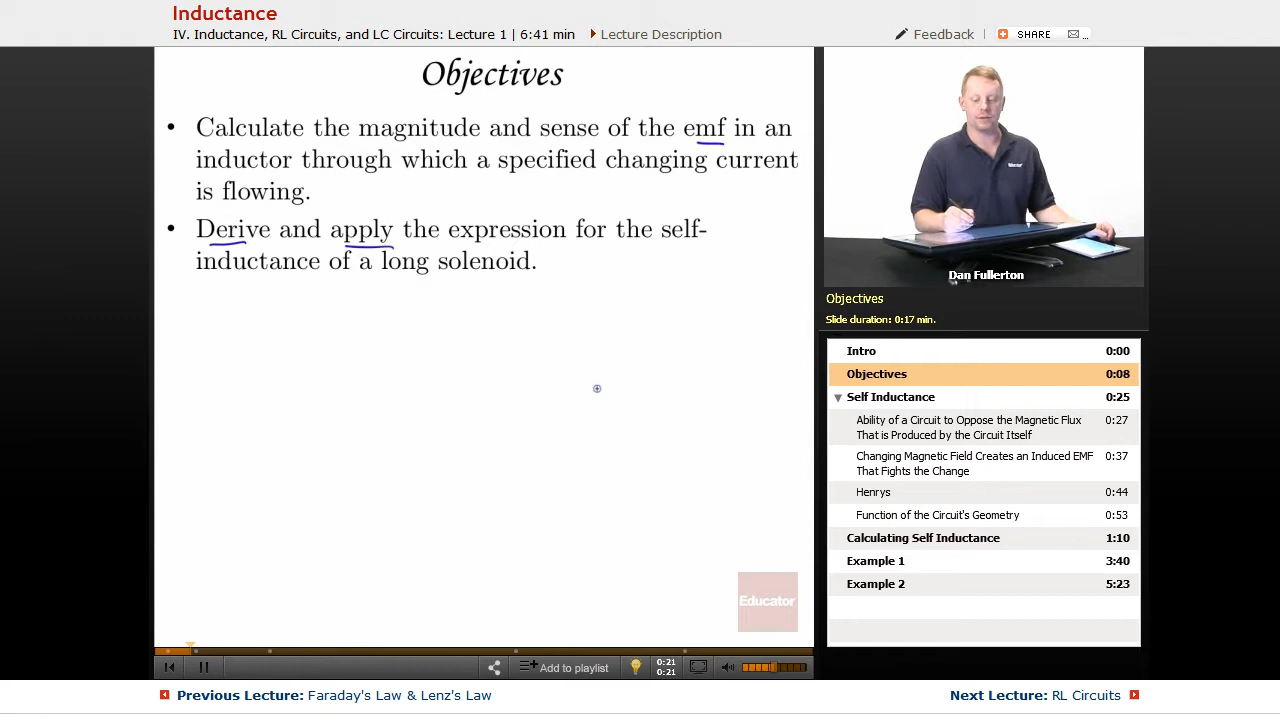 Inductance
IV. Inductance, RL Circuits, and LC Circuits: Lecture 1 | 6:41 min
Lecture Description
Feedback
SHARE
Objectives
• Calculate the magnitude and sense of the emf in an
inductor through which a specified changing current
is flowing.
• Derive and apply the expression for the self-
inductance of a long solenoid.
Educator
Dan Fullerton
Objectives
Slide duration: 0:17 min.
Intro 0:00
Objectives 0:08
Self Inductance 0:25
Ability of a Circuit to Oppose the Magnetic Flux 0:27
That is Produced by the Circuit Itself
Changing Magnetic Field Creates an Induced EMF 0:37
That Fights the Change
Henrys 0:44
Function of the Circuit's Geometry 0:53
Calculating Self Inductance 1:10
Example 1 3:40
Example 2 5:23
Add to playlist
0:21
0:21
Previous Lecture: Faraday's Law & Lenz's Law
Next Lecture: RL Circuits